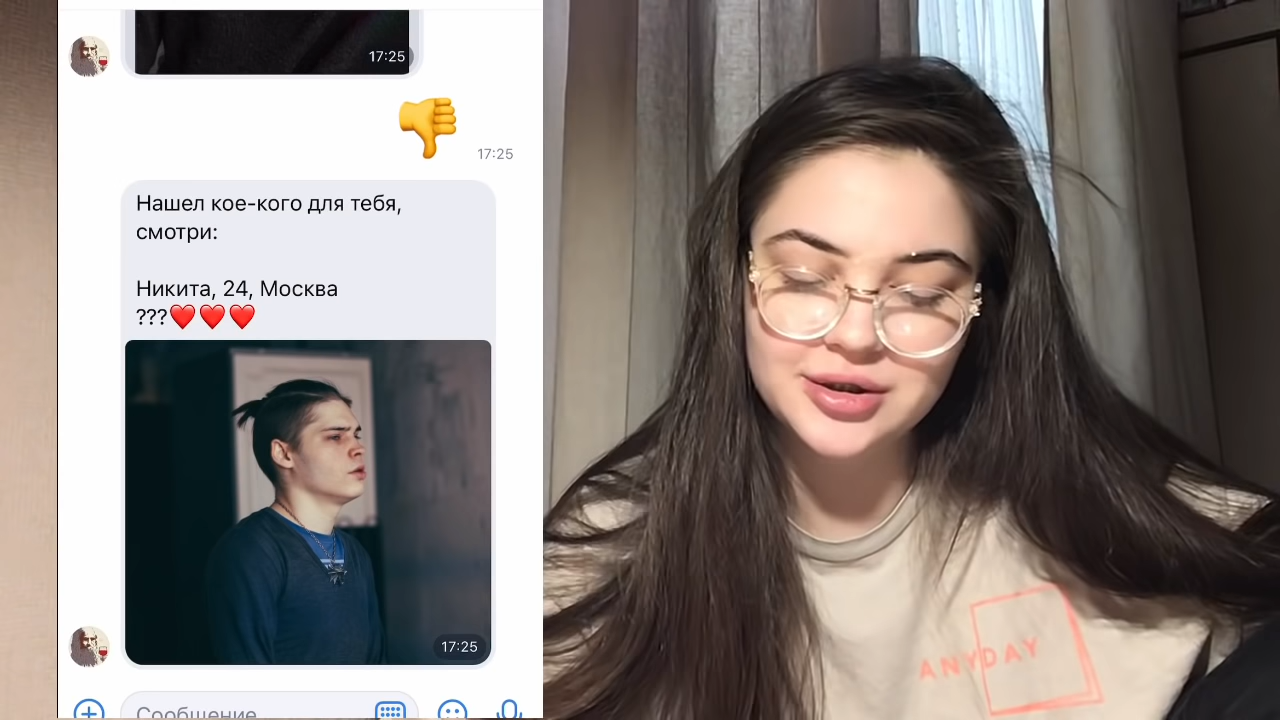 17:25
17:25
Нашел кое-кого для тебя,
смотри:
Никита, 24, Москва
???❤️❤️❤️
17:25
Сообщение
ANYDAY